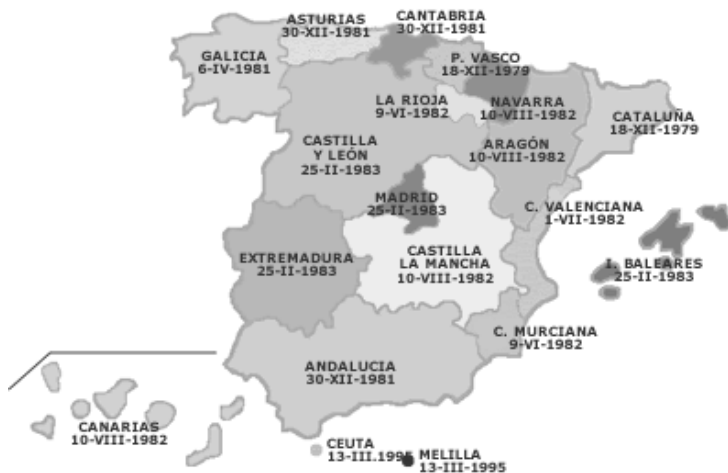 ASTURIAS
30-XII-1981
CANTABRIA
30-XII-1981
GALICIA
6-IV-1981
P. VASCO
18-XII-1979
LA RIOJA
9-VI-1982
NAVARRA
10-VIII-1982
CATALUÑA
18-XII-1979
CASTILLA
Y LEÓN
25-II-1983
ARAGÓN
10-VIII-1982
MADRID
25-II-1983
C. VALENCIANA
1-VII-1982
EXTREMADURA
25-II-1983
CASTILLA
LA MANCHA
10-VIII-1982
I. BALEARES
25-II-1983
C. MURCIANA
9-VI-1982
ANDALUCIA
30-XII-1981
CANARIAS
10-VIII-1982
CEUTA
13-III.1995
MELILLA
13-III-1995